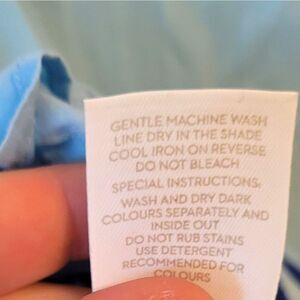 GENTLE MACHINE WASH
LINE DRY IN THE SHADE
COOL IRON ON REVERSE
DO NOT BLEACH
SPECIAL INSTRUCTIONS:
WASH AND DRY DARK
COLOURS SEPARATELY AND
INSIDE OUT
DO NOT RUB STAINS
USE DETERGENT
RECOMMENDED FOR
COLOURS